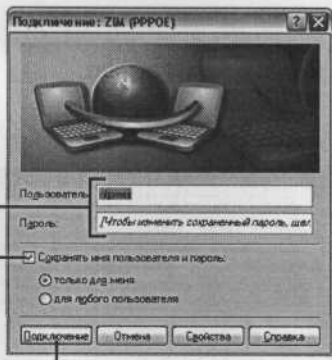 Подключение: ZIM (PPPOE)
Пользователь:
Пароль: [Чтобы изменить сохраненный пароль, щел
Сохранять имя пользователя и пароль:
только для меня
для любого пользователя
Подключение Отмена Свойства Справка